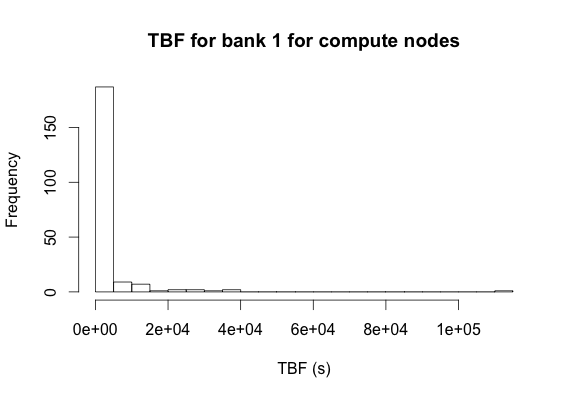 TBF for bank 1 for compute nodes
Frequency
150
100
50
0
0e+00 2e+04 4e+04 6e+04 8e+04 1e+05
TBF (s)